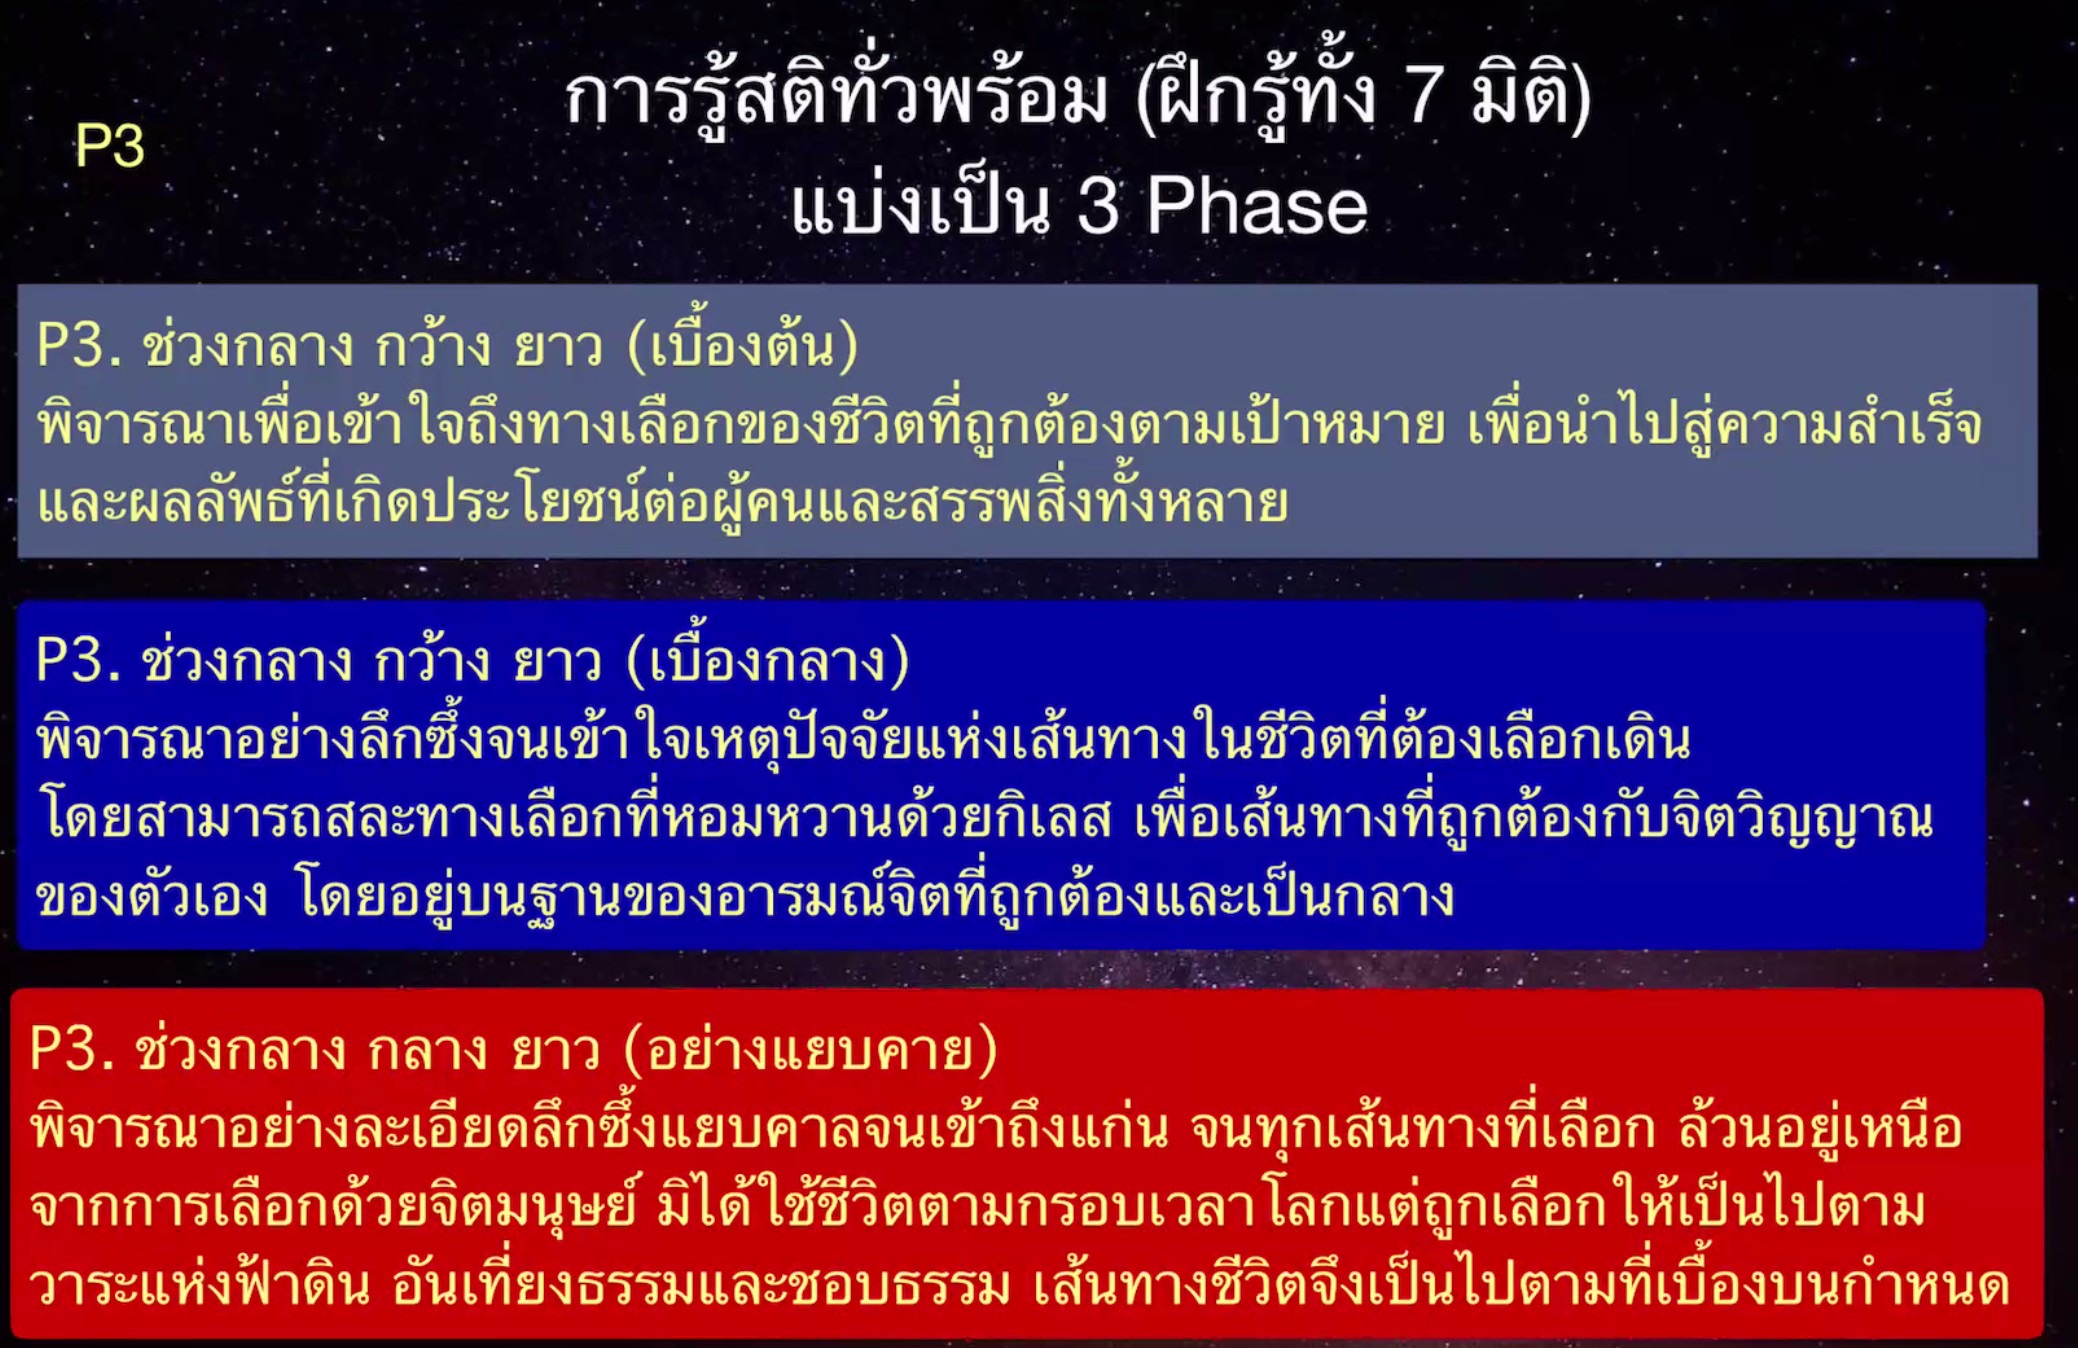 การรู้สติทั่วพร้อม (ฝึกรู้ทั้ง 7 มิติ)
P3
แบ่งเป็น 3 Phase
P3. ช่วงกลาง กว้าง ยาว (เบื้องต้น)
พิจารณาเพื่อเข้าใจถึงทางเลือกของชีวิตที่ถูกต้องตามเป้าหมาย เพื่อนำไปสู่ความสำเร็จ
และผลลัพธ์ที่เกิดประโยชน์ต่อผู้คนและสรรพสิ่งทั้งหลาย
P3. ช่วงกลาง กว้าง ยาว (เบื้องกลาง)
พิจารณาอย่างลึกซึ้งจนเข้าใจเหตุปัจจัยแห่งเส้นทางในชีวิตที่ต้องเลือกเดิน
โดยสามารถสละทางเลือกที่หอมหวานด้วยกิเลส เพื่อเส้นทางที่ถูกต้องกับจิตวิญญาณ
ของตัวเอง โดยอยู่บนฐานของอารมณ์จิตที่ถูกต้องและเป็นกลาง
P3. ช่วงกลาง กลาง ยาว (อย่างแยบคาย)
พิจารณาอย่างละเอียดลึกซึ้งแยบคาลจนเข้าถึงแก่น จนทุกเส้นทางที่เลือก ล้วนอยู่เหนือ
จากการเลือกด้วยจิตมนุษย์ มิได้ใช้ชีวิตตามกรอบเวลาโลกแต่ถูกเลือกให้เป็นไปตาม
วาระแห่งฟ้าดิน อันเที่ยงธรรมและชอบธรรม เส้นทางชีวิตจึงเป็นไปตามที่เบื้องบนกำหนด